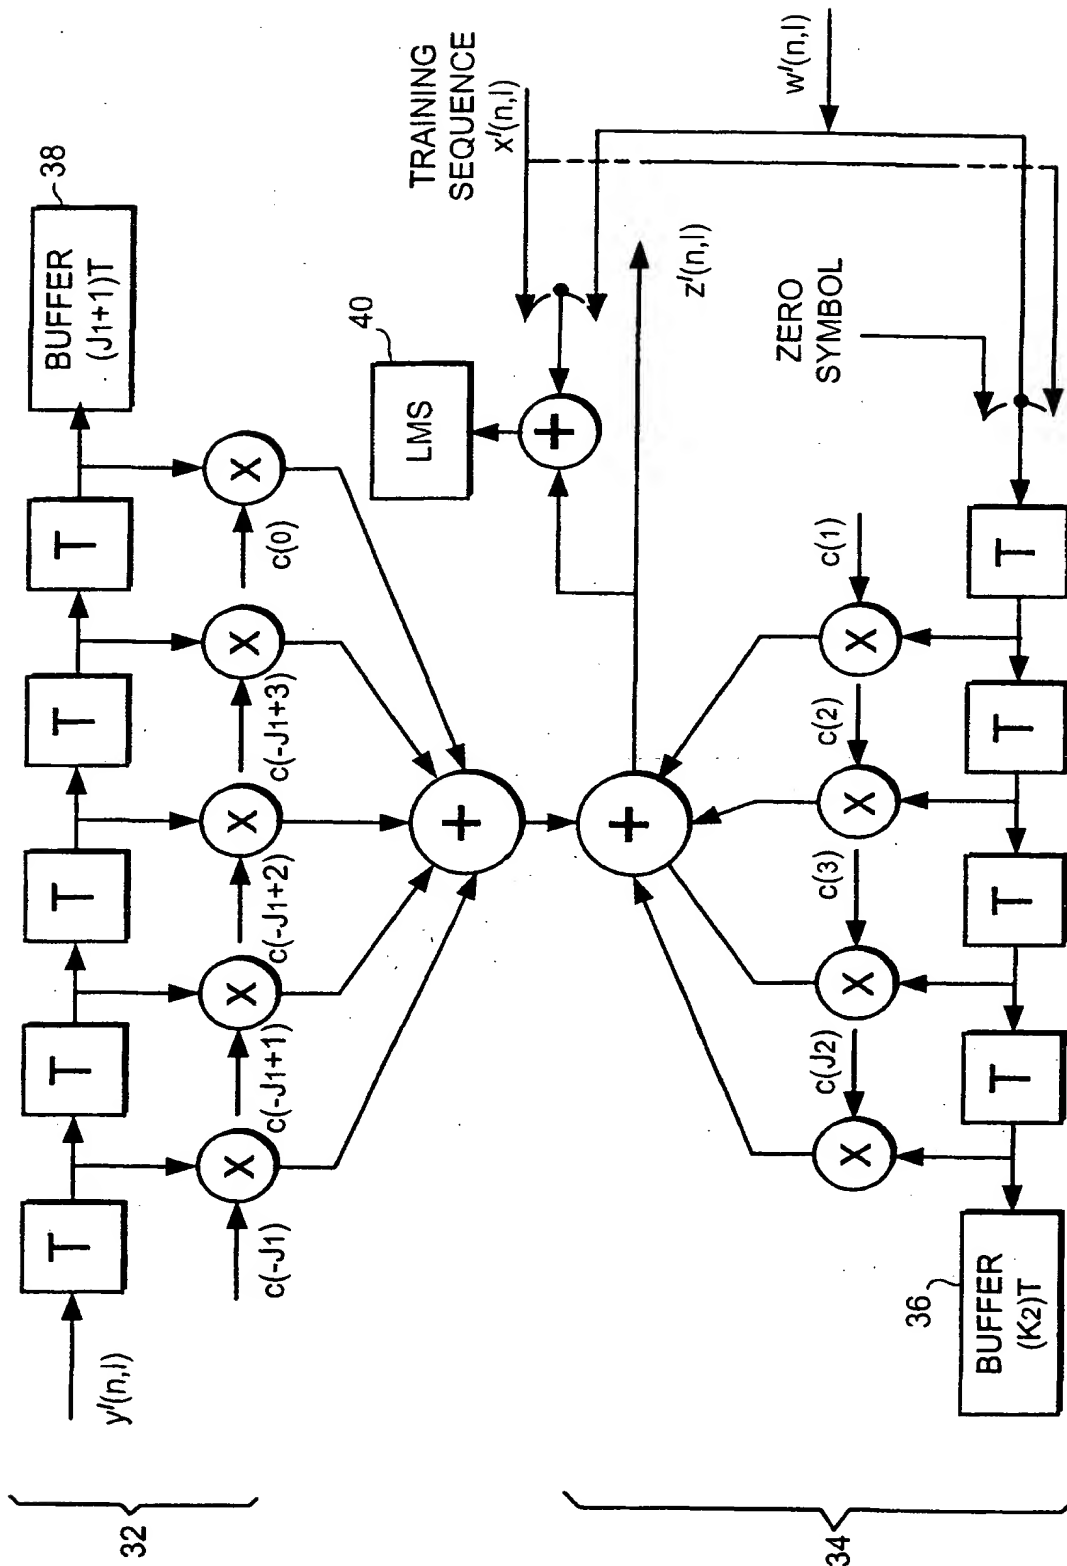 32
y'(n,l)
T
T
T
T
T
BUFFER
(J1+1)T
38
c(-J1)
X
c(-J1+1)
X
c(-J1+2)
X
c(-J1+3)
X
c(0)
X
+
40
LMS
+
TRAINING
SEQUENCE
x'(n,l)
34
+
z'(n,l)
w'(n,l)
ZERO
SYMBOL
X
c(J2)
X
c(3)
X
c(2)
X
c(1)
36
BUFFER
(K2)T
T
T
T
T